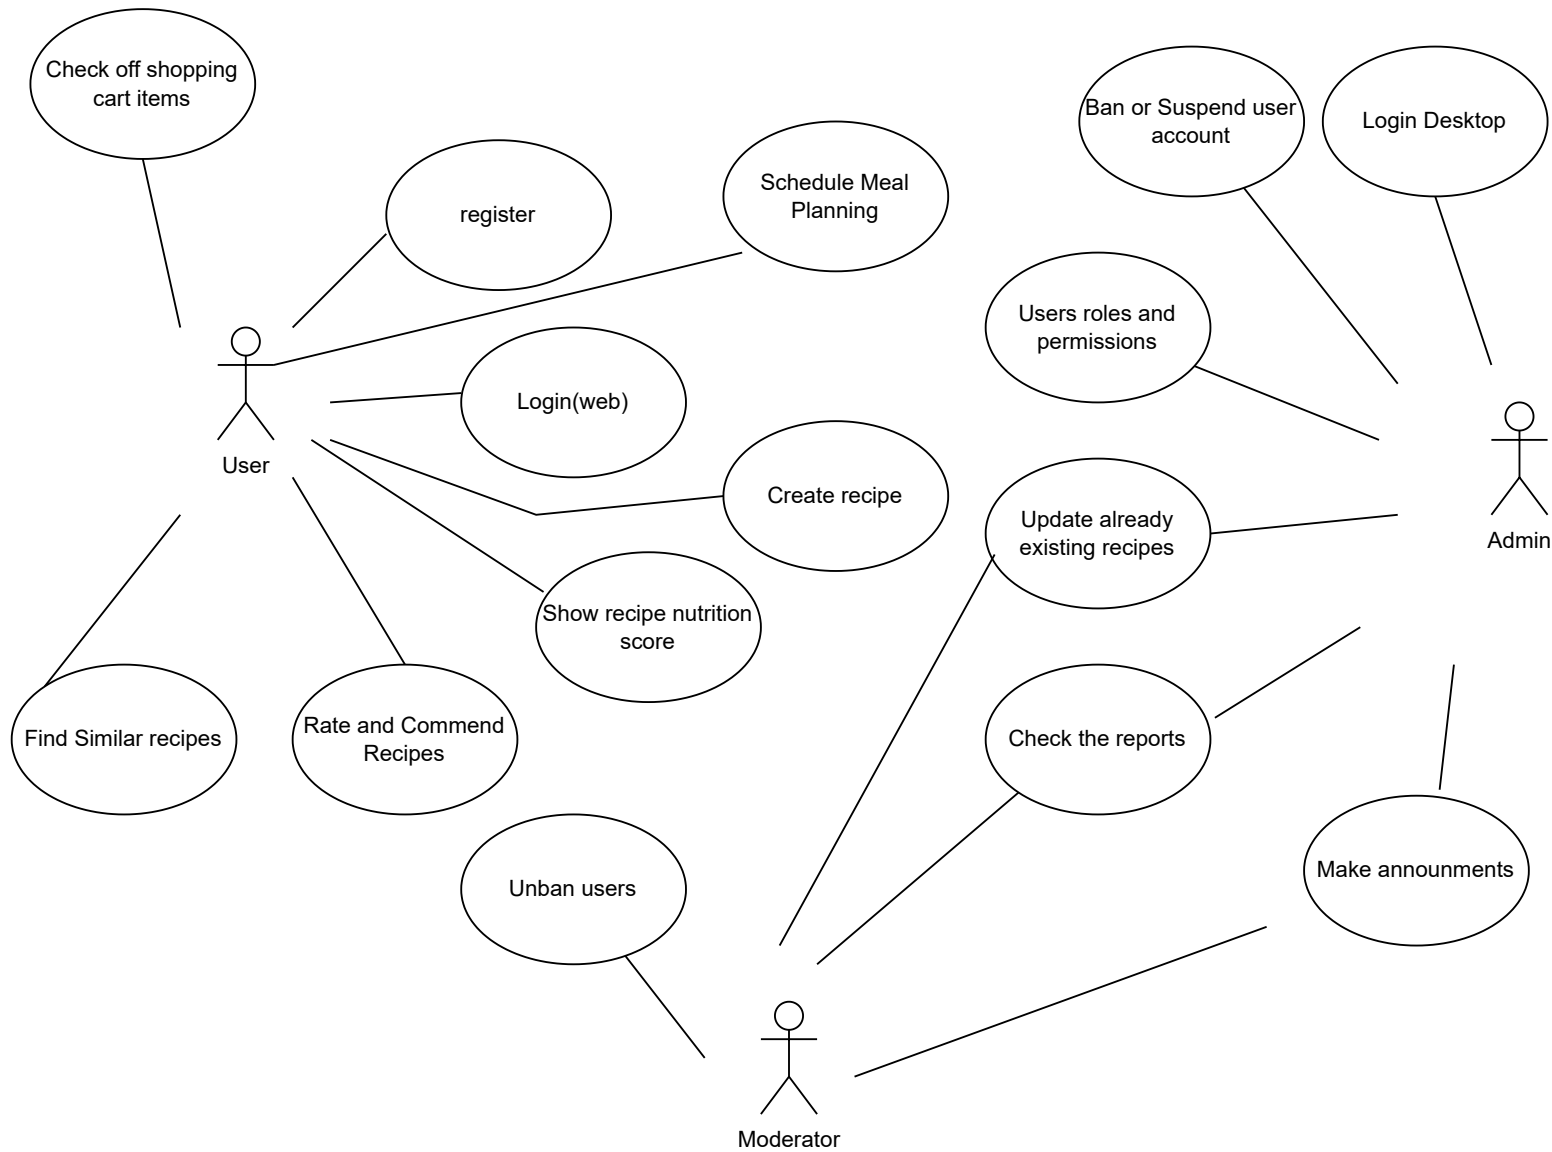 Check off shopping
cart items
register
Schedule Meal
Planning
Ban or Suspend user
account
Login Desktop
Users roles and
permissions
Login(web)
User
Create recipe
Update already
existing recipes
Admin
Show recipe nutrition
score
Find Similar recipes
Rate and Commend
Recipes
Check the reports
Unban users
Make announments
Moderator